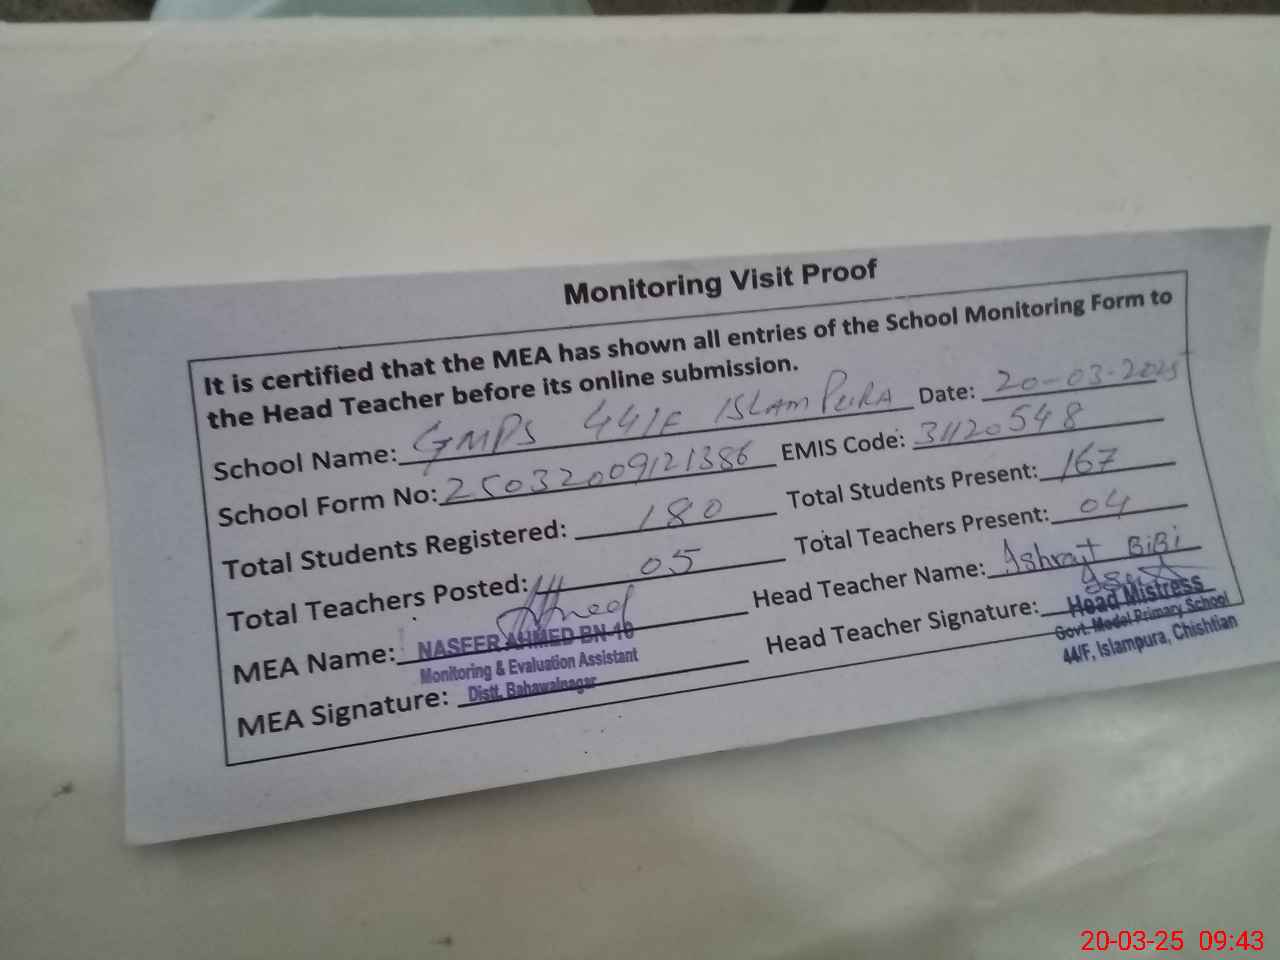 Monitoring Visit Proof
It is certified that the MEA has shown all entries of the School Monitoring Form to
the Head Teacher before its online submission.
School Name: GMPS 44/F ISLAM PURA Date: 20-03-2025
School Form No: 25032009121386 EMIS Code: 31120548
Total Students Registered: 180 Total Students Present: 167
Total Teachers Posted: 05 Total Teachers Present: 04
MEA Name: Head Teacher Name: Ishrat BiBi
NASEER AHMED BN-10
Monitoring & Evaluation Assistant
Distt. Bahawalnagar
MEA Signature: Head Teacher Signature:
Head Mistress
Govt. Model Primary School
44/F, Islampura, Chishtian
20-03-25 09:43